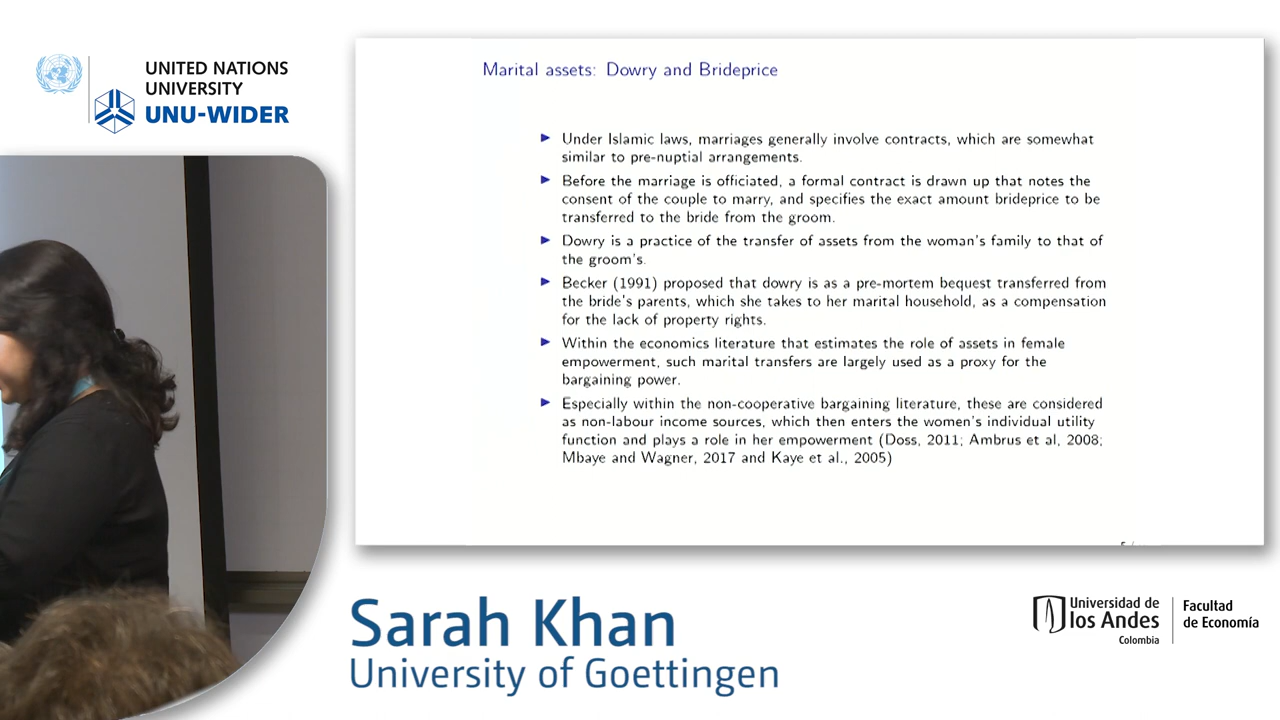 UNITED NATIONS
UNIVERSITY
UNU-WIDER
Marital assets: Dowry and Brideprice
Under Islamic laws, marriages generally involve contracts, which are somewhat
similar to pre-nuptial arrangements.
Before the marriage is officiated, a formal contract is drawn up that notes the
consent of the couple to marry, and specifies the exact amount brideprice to be
transferred to the bride from the groom.
Dowry is a practice of the transfer of assets from the woman's family to that of
the groom's.
Becker (1991) proposed that dowry is as a pre-mortem bequest transferred from
the bride's parents, which she takes to her marital household, as a compensation
for the lack of property rights.
Within the economics literature that estimates the role of assets in female
empowerment, such marital transfers are largely used as a proxy for the
bargaining power.
Especially within the non-cooperative bargaining literature, these are considered
as non-labour income sources, which then enters the women's individual utility
function and plays a role in her empowerment (Doss, 2011; Ambrus et al, 2008;
Mbaye and Wagner, 2017 and Kaye et al., 2005)
Sarah Khan
University of Goettingen
Universidad de
los Andes
Colombia
Facultad
de Economía